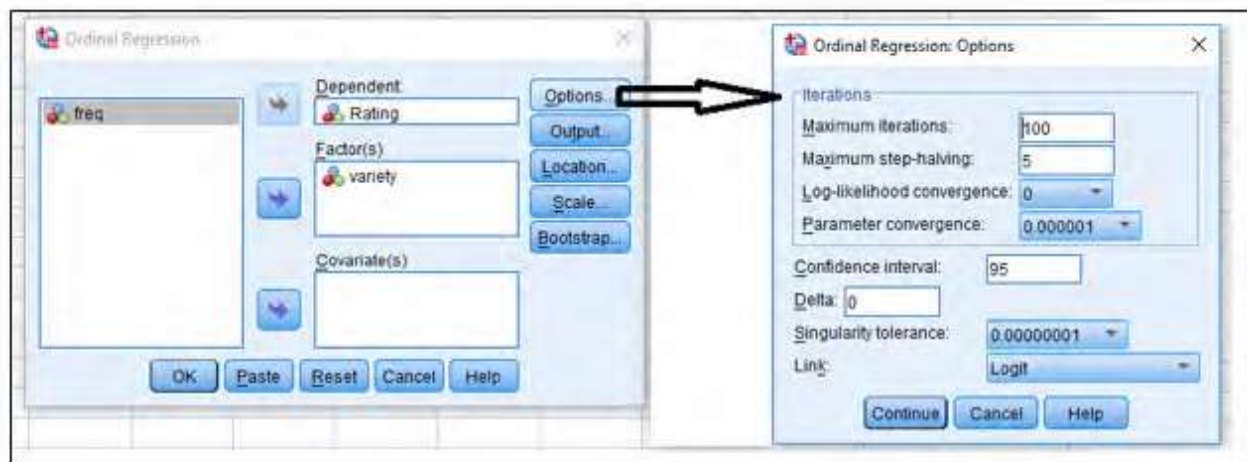 Ordinal Regression
freq
Dependent
Rating
Factor(s)
variety
Covariate(s)
Options...
Output...
Location...
Scale...
Bootstrap...
OK
Paste
Reset
Cancel
Help
Ordinal Regression: Options
Iterations
Maximum iterations: 100
Maximum step-halving: 5
Log-likelihood convergence: 0
Parameter convergence: 0.000001
Confidence interval: 95
Delta: 0
Singularity tolerance: 0.00000001
Link: Logit
Continue
Cancel
Help